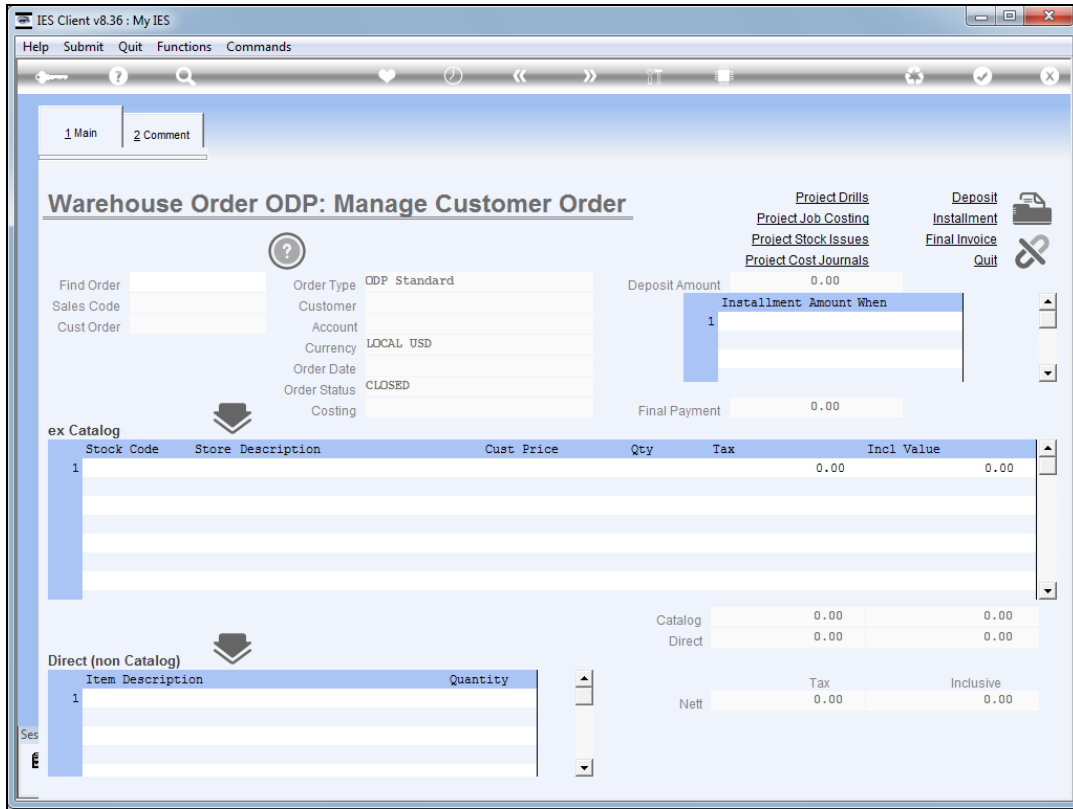 IES Client v8.36 : My IES
Help Submit Quit Functions Commands
1 Main 2 Comment
Warehouse Order ODP: Manage Customer Order
Project Drills Deposit
Project Job Costing Installment
Project Stock Issues Final Invoice
Project Cost Journals Quit
Find Order Order Type ODP Standard Deposit Amount 0.00
Sales Code Customer Installment Amount When
Cust Order Account 1
Currency LOCAL USD
Order Date
Order Status CLOSED
Costing Final Payment 0.00
ex Catalog
Stock Code Store Description Cust Price Qty Tax Incl Value
1 0.00 0.00
Catalog 0.00 0.00
Direct 0.00 0.00
Direct (non Catalog)
Item Description Quantity Tax Inclusive
1 Nett 0.00 0.00
Ses